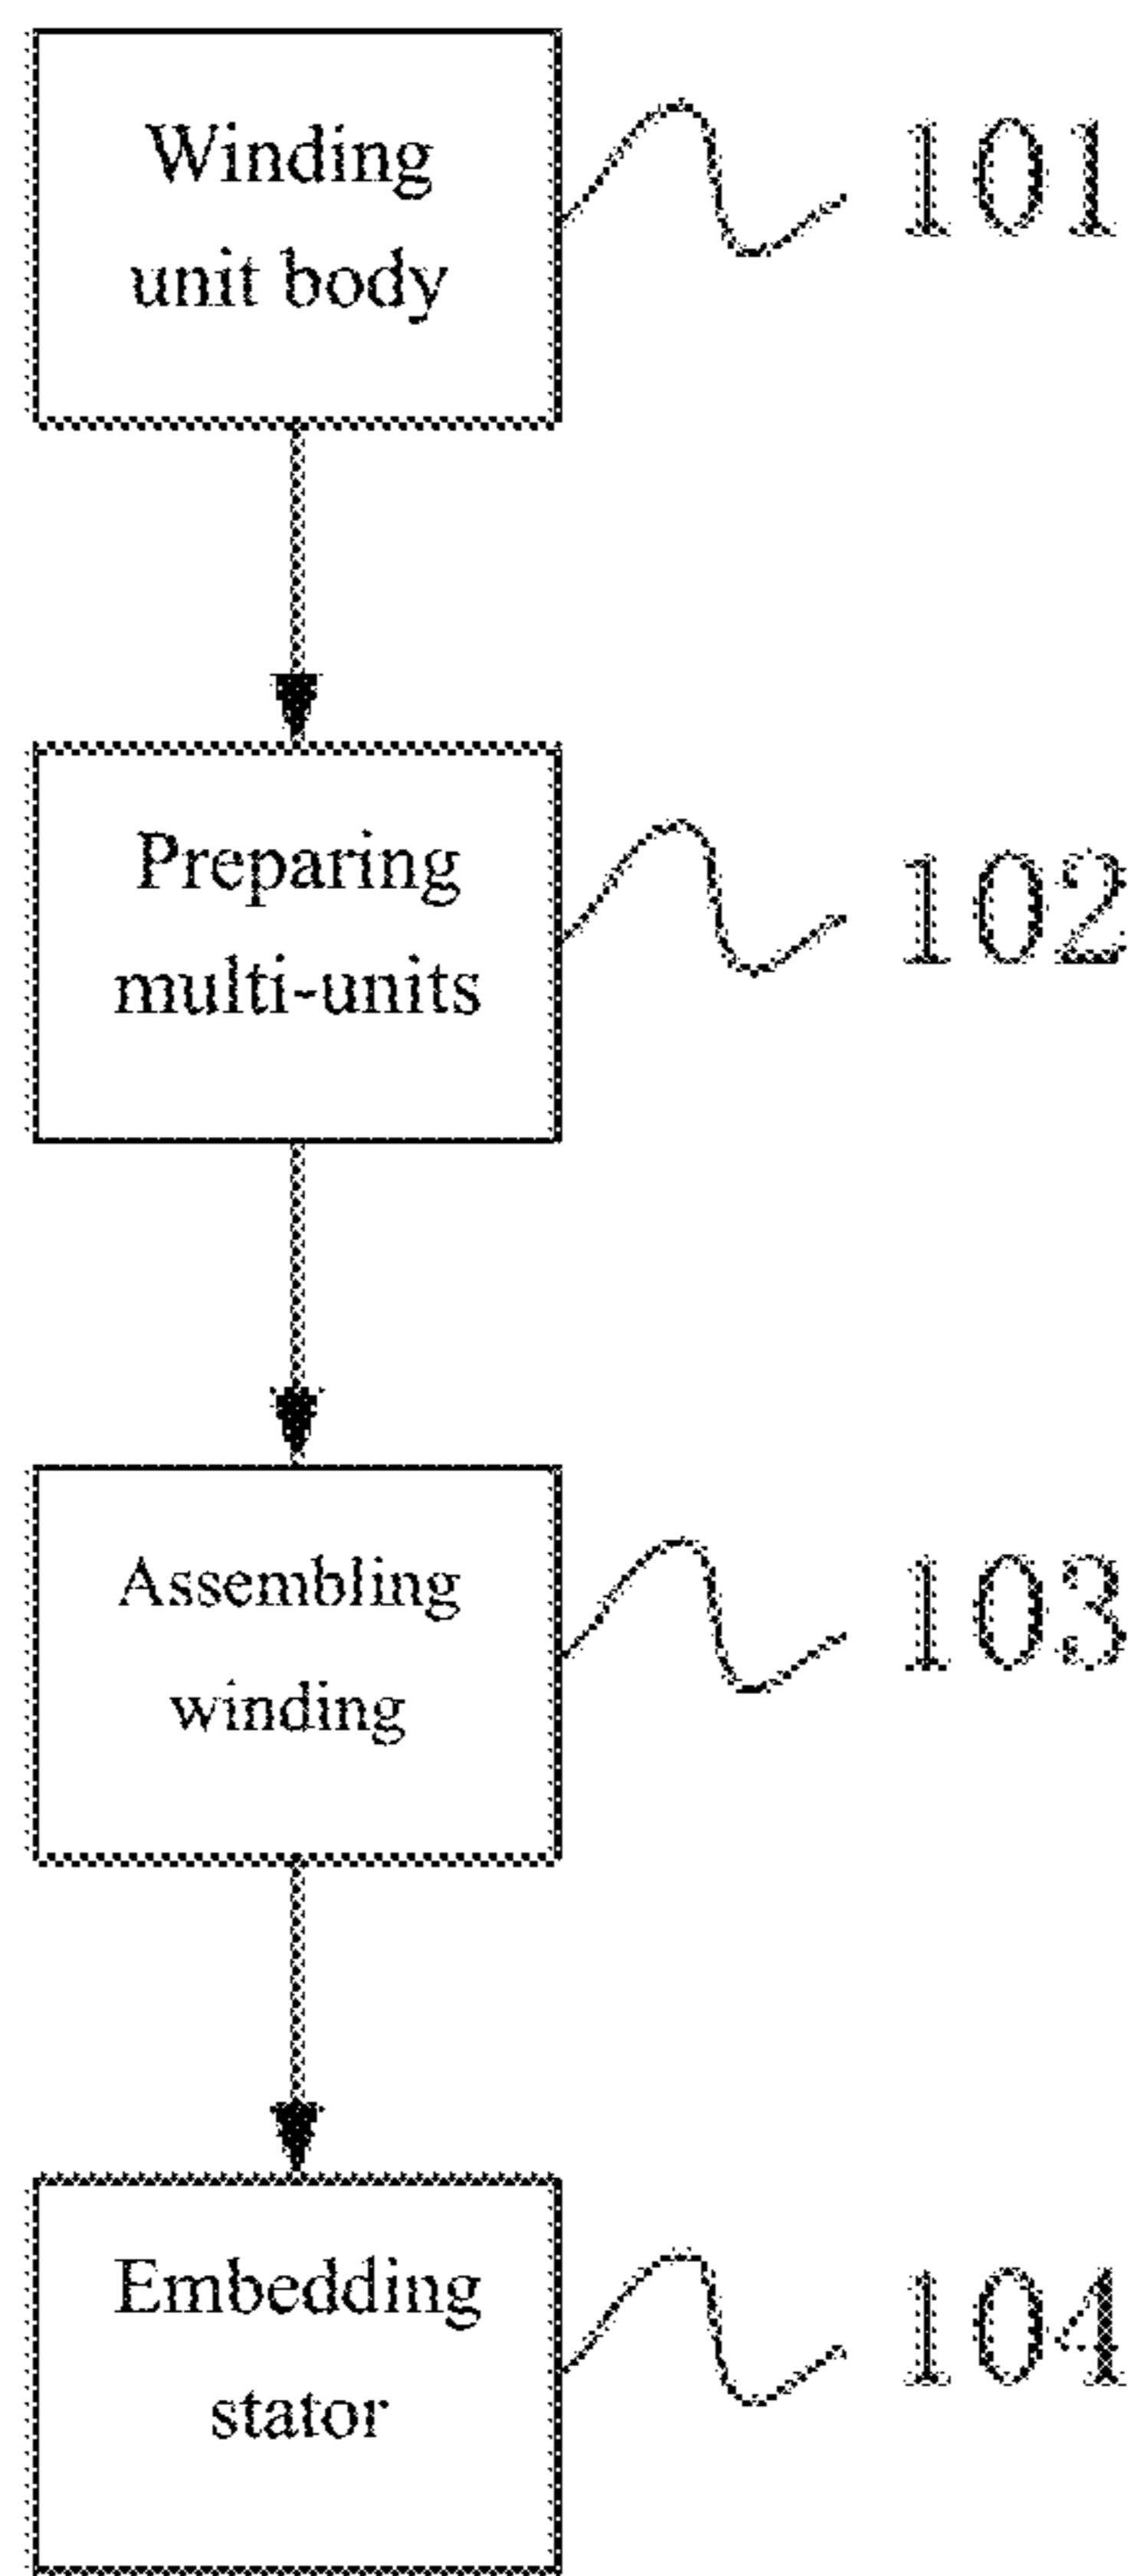 Winding
unit body
101
Preparing
multi-units
102
Assembling
winding
103
Embedding
stator
104